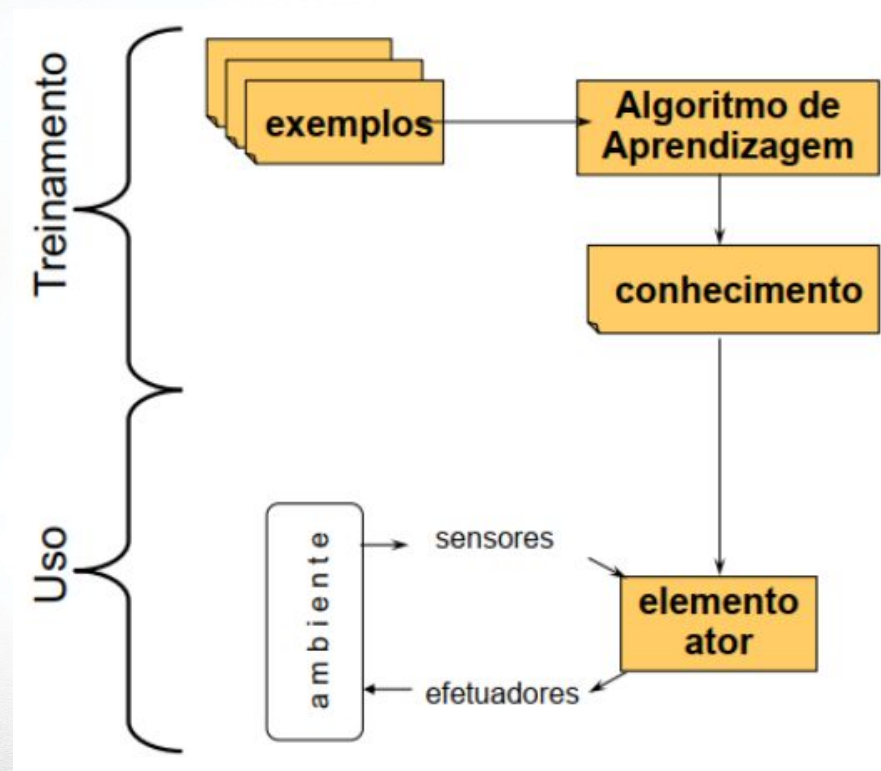 Treinamento
exemplos
Algoritmo de
Aprendizagem
conhecimento
Uso
ambiente
sensores
elemento
ator
efetuadores